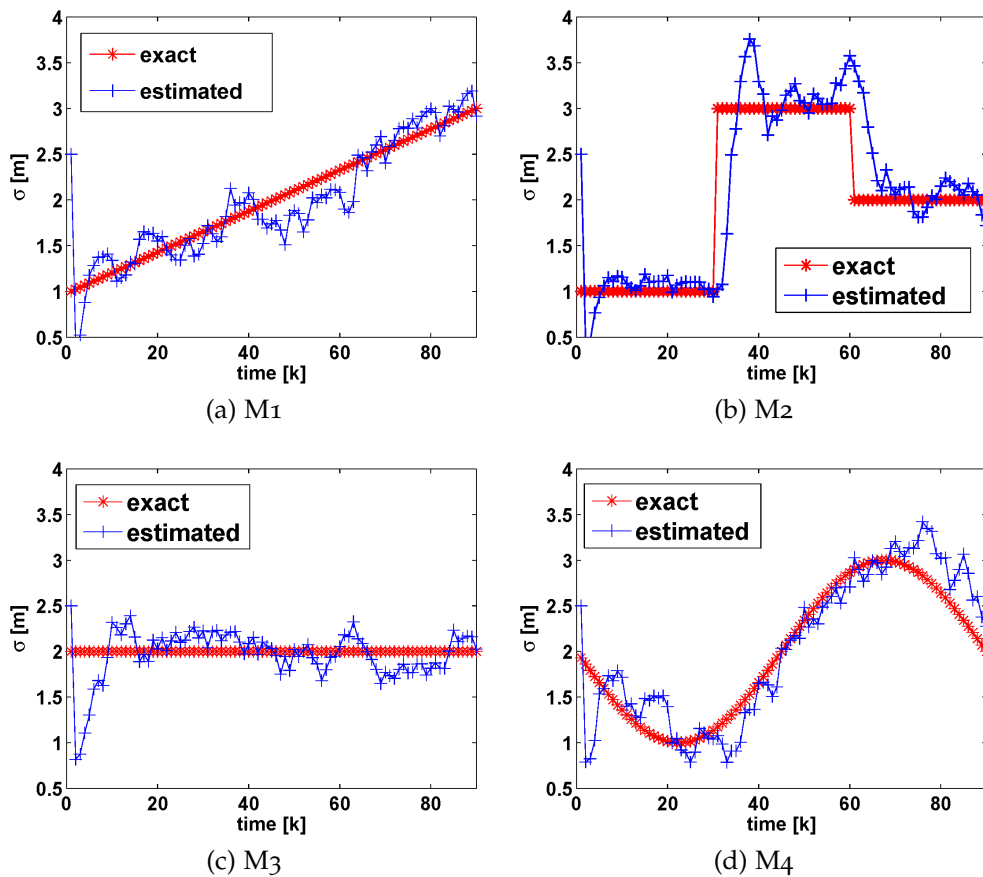 4
3.5
3
2.5
2
1.5
1
0.5
σ [m]
exact
estimated
0 20 40 60 80
time [k]
(a) M1
4
3.5
3
2.5
2
1.5
1
0.5
σ [m]
exact
estimated
0 20 40 60 80
time [k]
(b) M2
4
3.5
3
2.5
2
1.5
1
0.5
σ [m]
exact
estimated
0 20 40 60 80
time [k]
(c) M3
4
3.5
3
2.5
2
1.5
1
0.5
σ [m]
exact
estimated
0 20 40 60 80
time [k]
(d) M4